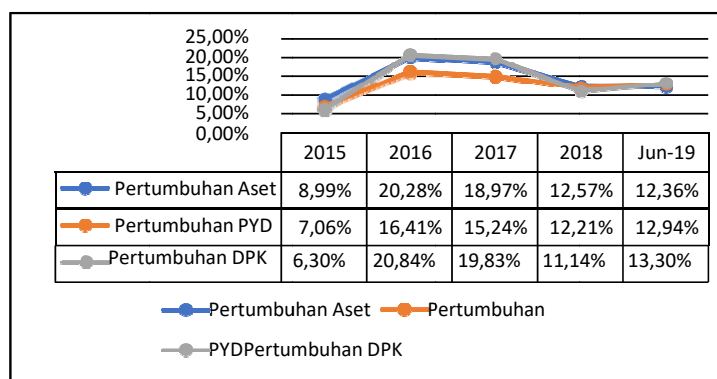 25,00%
20,00%
15,00%
10,00%
5,00%
0,00%
2015 2016 2017 2018 Jun-19
Pertumbuhan Aset 8,99% 20,28% 18,97% 12,57% 12,36%
Pertumbuhan PYD 7,06% 16,41% 15,24% 12,21% 12,94%
Pertumbuhan DPK 6,30% 20,84% 19,83% 11,14% 13,30%
Pertumbuhan Aset Pertumbuhan
PYDPertumbuhan DPK